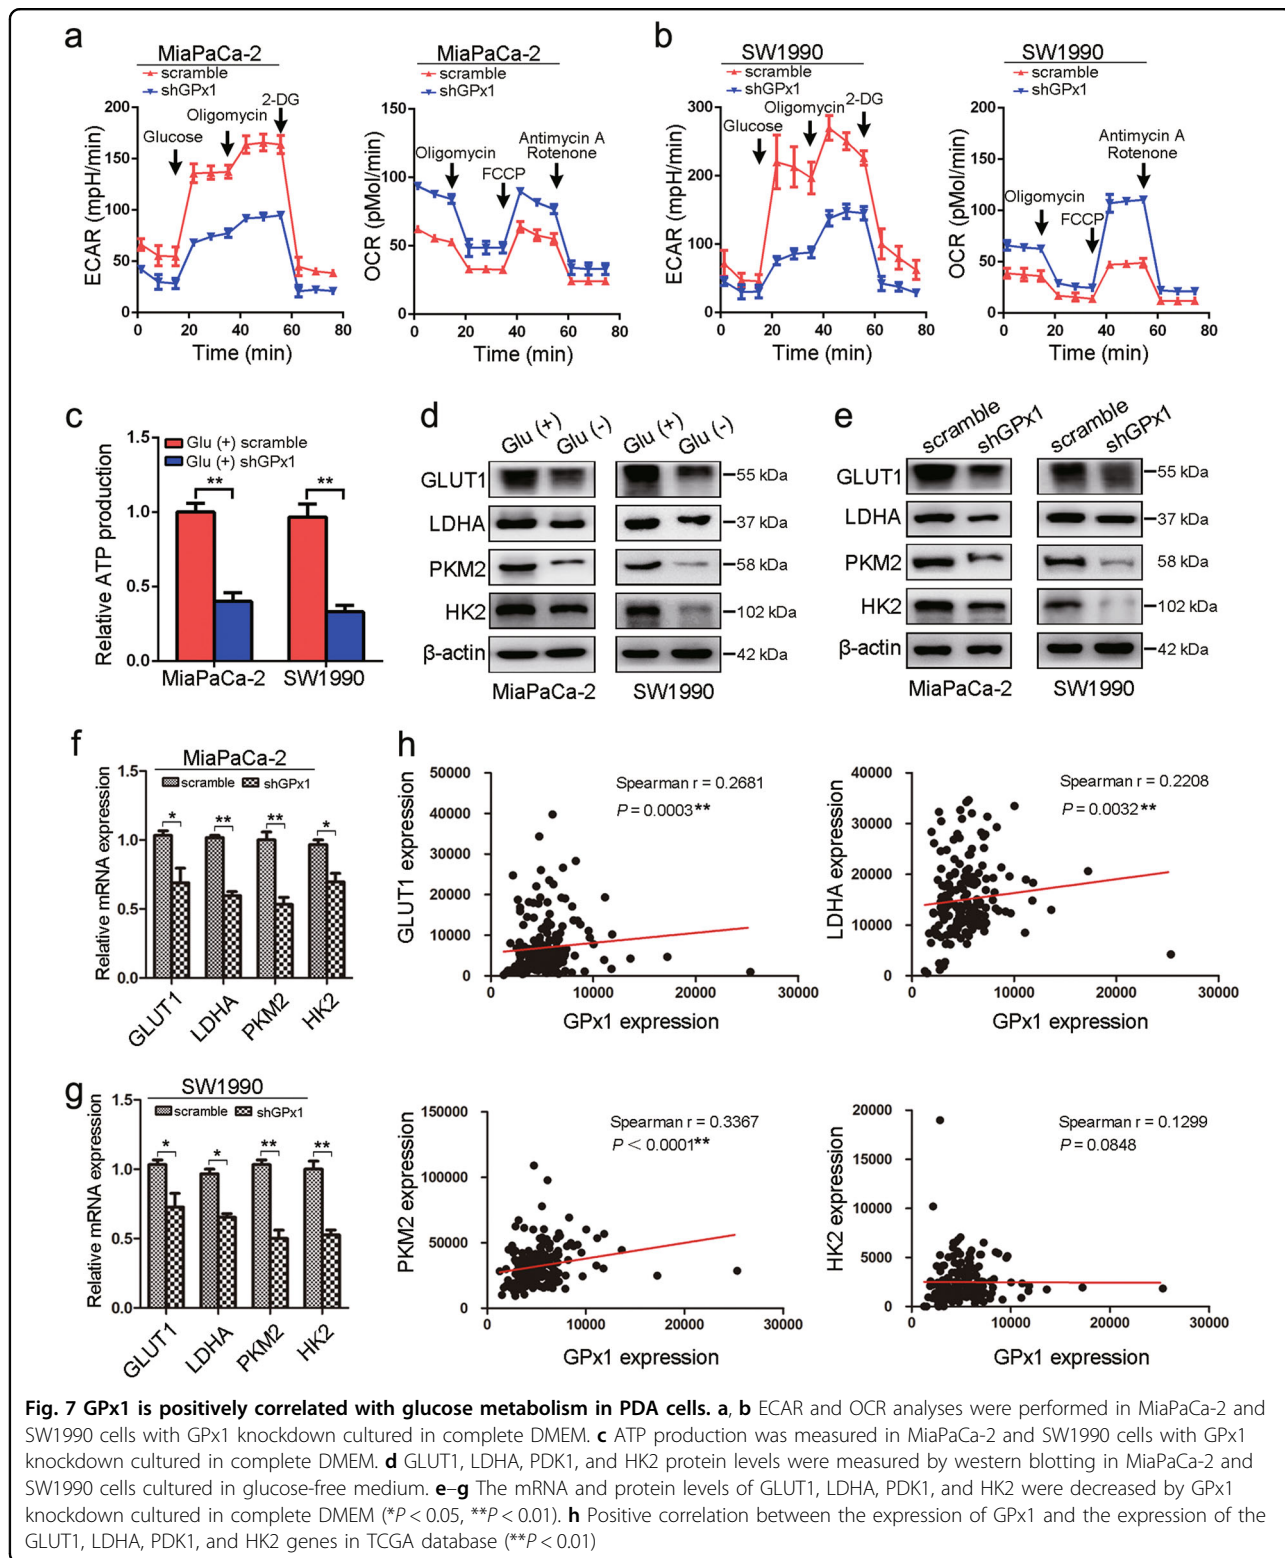 a
MiaPaCa-2
scramble
shGPx1
ECAR (mpH/min)
200
150
100
50
0
Glucose
Oligomycin
2-DG
0 20 40 60 80
Time (min)
MiaPaCa-2
scramble
shGPx1
OCR (pMol/min)
150
100
50
0
Oligomycin
FCCP
Antimycin A
Rotenone
0 20 40 60 80
Time (min)
b
SW1990
scramble
shGPx1
ECAR (mpH/min)
300
200
100
0
Glucose
Oligomycin
2-DG
0 20 40 60 80
Time (min)
SW1990
scramble
shGPx1
OCR (pMol/min)
200
150
100
50
0
Oligomycin
FCCP
Antimycin A
Rotenone
0 20 40 60 80
Time (min)
c
Relative ATP production
1.5
1.0
0.5
0.0
Glu (+) scramble
Glu (+) shGPx1
** **
MiaPaCa-2 SW1990
d
Glu (+) Glu (-) Glu (+) Glu (-)
GLUT1 55 kDa
LDHA 37 kDa
PKM2 58 kDa
HK2 102 kDa
β-actin 42 kDa
MiaPaCa-2 SW1990
e
scramble shGPx1 scramble shGPx1
GLUT1 55 kDa
LDHA 37 kDa
PKM2 58 kDa
HK2 102 kDa
β-actin 42 kDa
MiaPaCa-2 SW1990
f
MiaPaCa-2
scramble shGPx1
Relative mRNA expression
1.5
1.0
0.5
0.0
* ** ** *
GLUT1 LDHA PKM2 HK2
g
SW1990
scramble shGPx1
Relative mRNA expression
1.5
1.0
0.5
0.0
* * ** **
GLUT1 LDHA PKM2 HK2
h
GLUT1 expression
50000
40000
30000
20000
10000
0
Spearman r = 0.2681
P = 0.0003**
0 10000 20000 30000
GPx1 expression
LDHA expression
40000
30000
20000
10000
0
Spearman r = 0.2208
P = 0.0032**
0 10000 20000 30000
GPx1 expression
PKM2 expression
150000
100000
50000
0
Spearman r = 0.3367
P < 0.0001**
0 10000 20000 30000
GPx1 expression
HK2 expression
20000
15000
10000
5000
0
Spearman r = 0.1299
P = 0.0848
0 10000 20000 30000
GPx1 expression
Fig. 7 GPx1 is positively correlated with glucose metabolism in PDA cells. a, b ECAR and OCR analyses were performed in MiaPaCa-2 and
SW1990 cells with GPx1 knockdown cultured in complete DMEM. c ATP production was measured in MiaPaCa-2 and SW1990 cells with GPx1
knockdown cultured in complete DMEM. d GLUT1, LDHA, PDK1, and HK2 protein levels were measured by western blotting in MiaPaCa-2 and
SW1990 cells cultured in glucose-free medium. e–g The mRNA and protein levels of GLUT1, LDHA, PDK1, and HK2 were decreased by GPx1
knockdown cultured in complete DMEM (*P < 0.05, **P < 0.01). h Positive correlation between the expression of GPx1 and the expression of the
GLUT1, LDHA, PDK1, and HK2 genes in TCGA database (**P < 0.01)